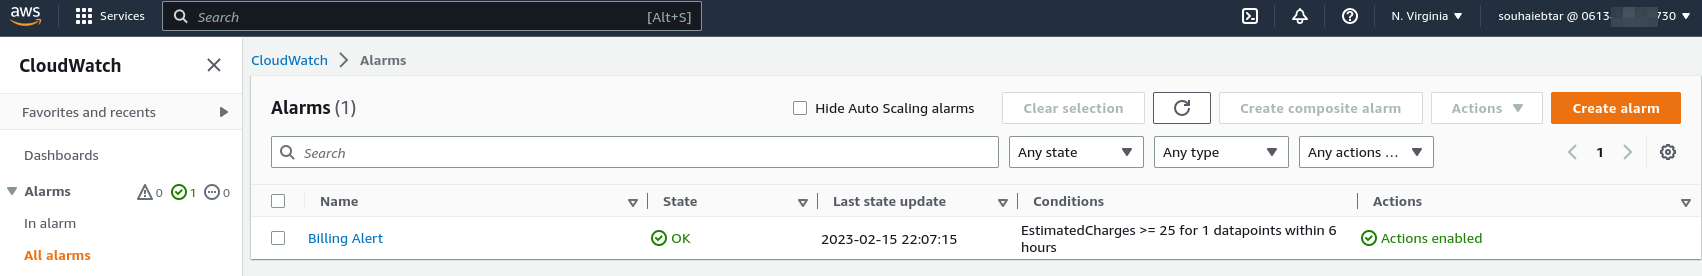 aws Services Search [Alt+S] N. Virginia souhaiebtar @ 0613 730
CloudWatch
Favorites and recents
Dashboards
Alarms 0 1 0
In alarm
All alarms
CloudWatch Alarms
Alarms (1) Hide Auto Scaling alarms Clear selection Create composite alarm Actions Create alarm
Search Any state Any type Any actions ... 1
Name State Last state update Conditions Actions
Billing Alert OK 2023-02-15 22:07:15 EstimatedCharges >= 25 for 1 datapoints within 6
hours Actions enabled